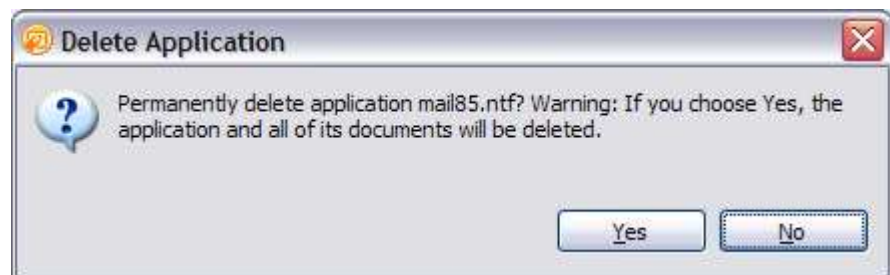 Delete Application
Permanently delete application mail85.ntf? Warning: If you choose Yes, the
application and all of its documents will be deleted.
Yes No